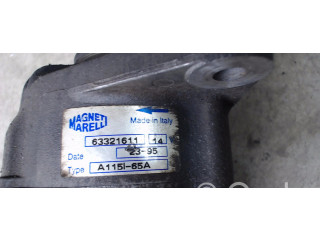 MAGNETI
MARELLI
Made in Italy
63321611 14 V
Date 23-95
Type A115I-65A